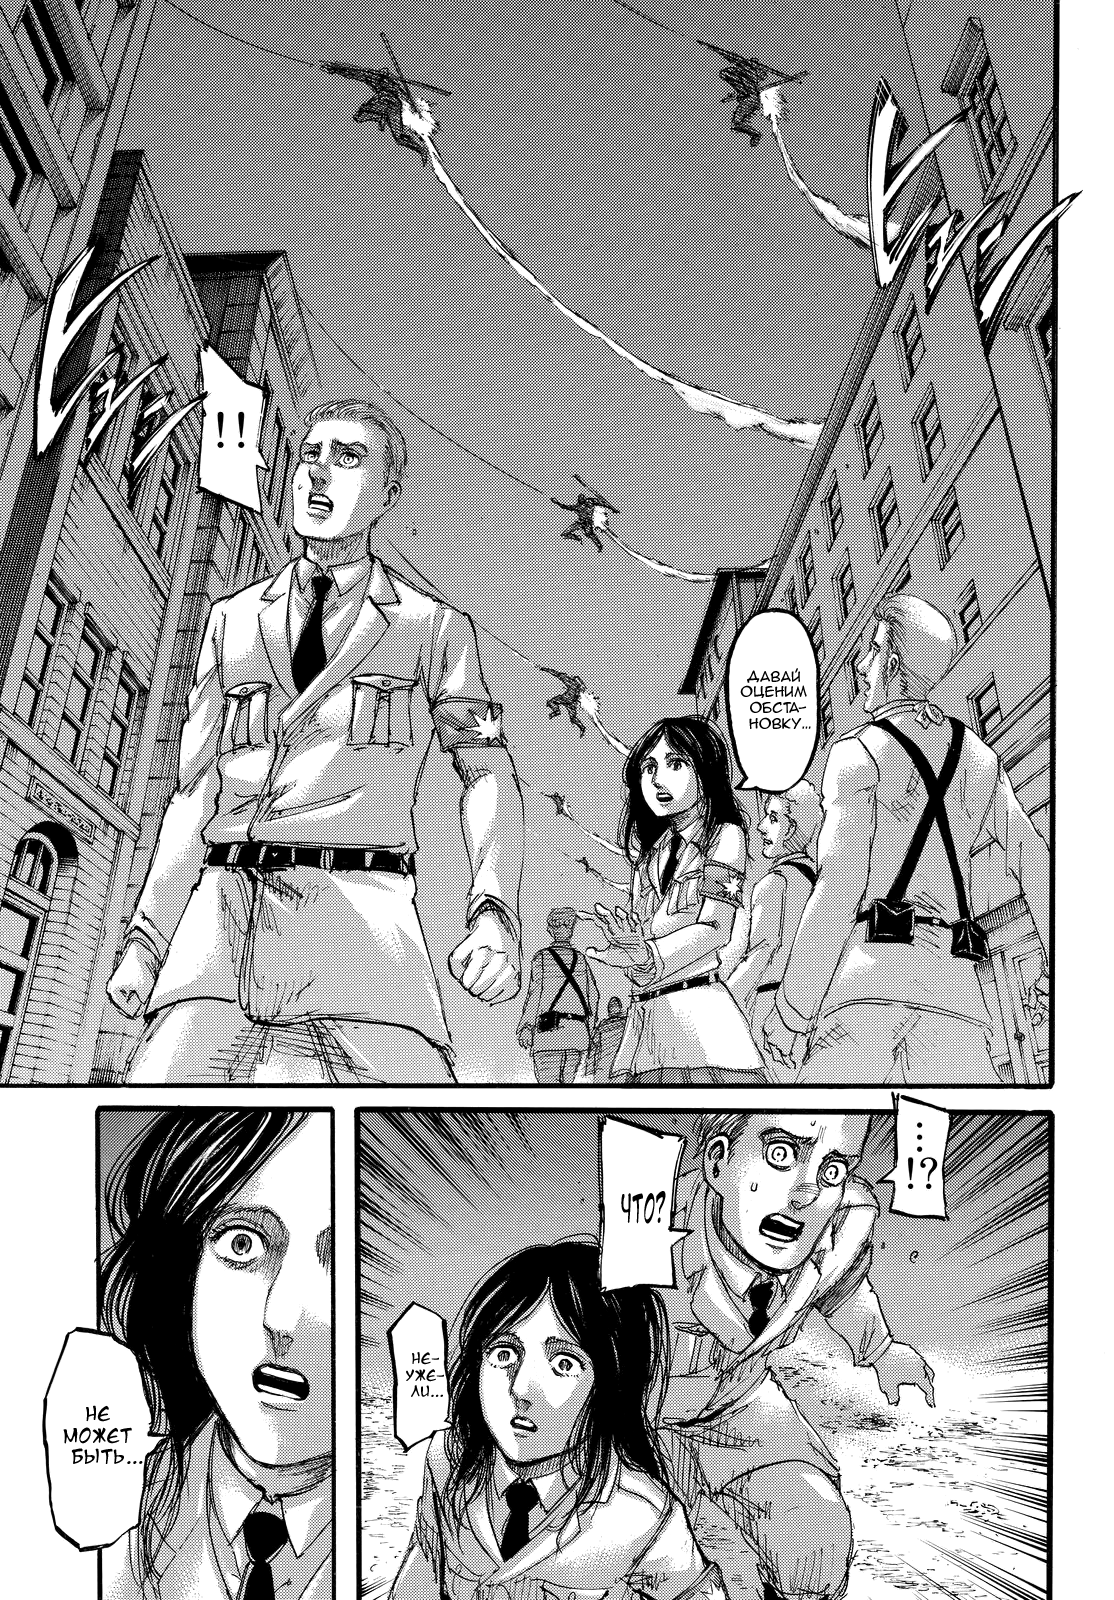 ДАВАЙ
ОЦЕНИМ
ОБСТА-
НОВКУ...
!!
...
!?
ЧТО?
НЕ-
УЖЕ-
ЛИ...
НЕ
МОЖЕТ
БЫТЬ...